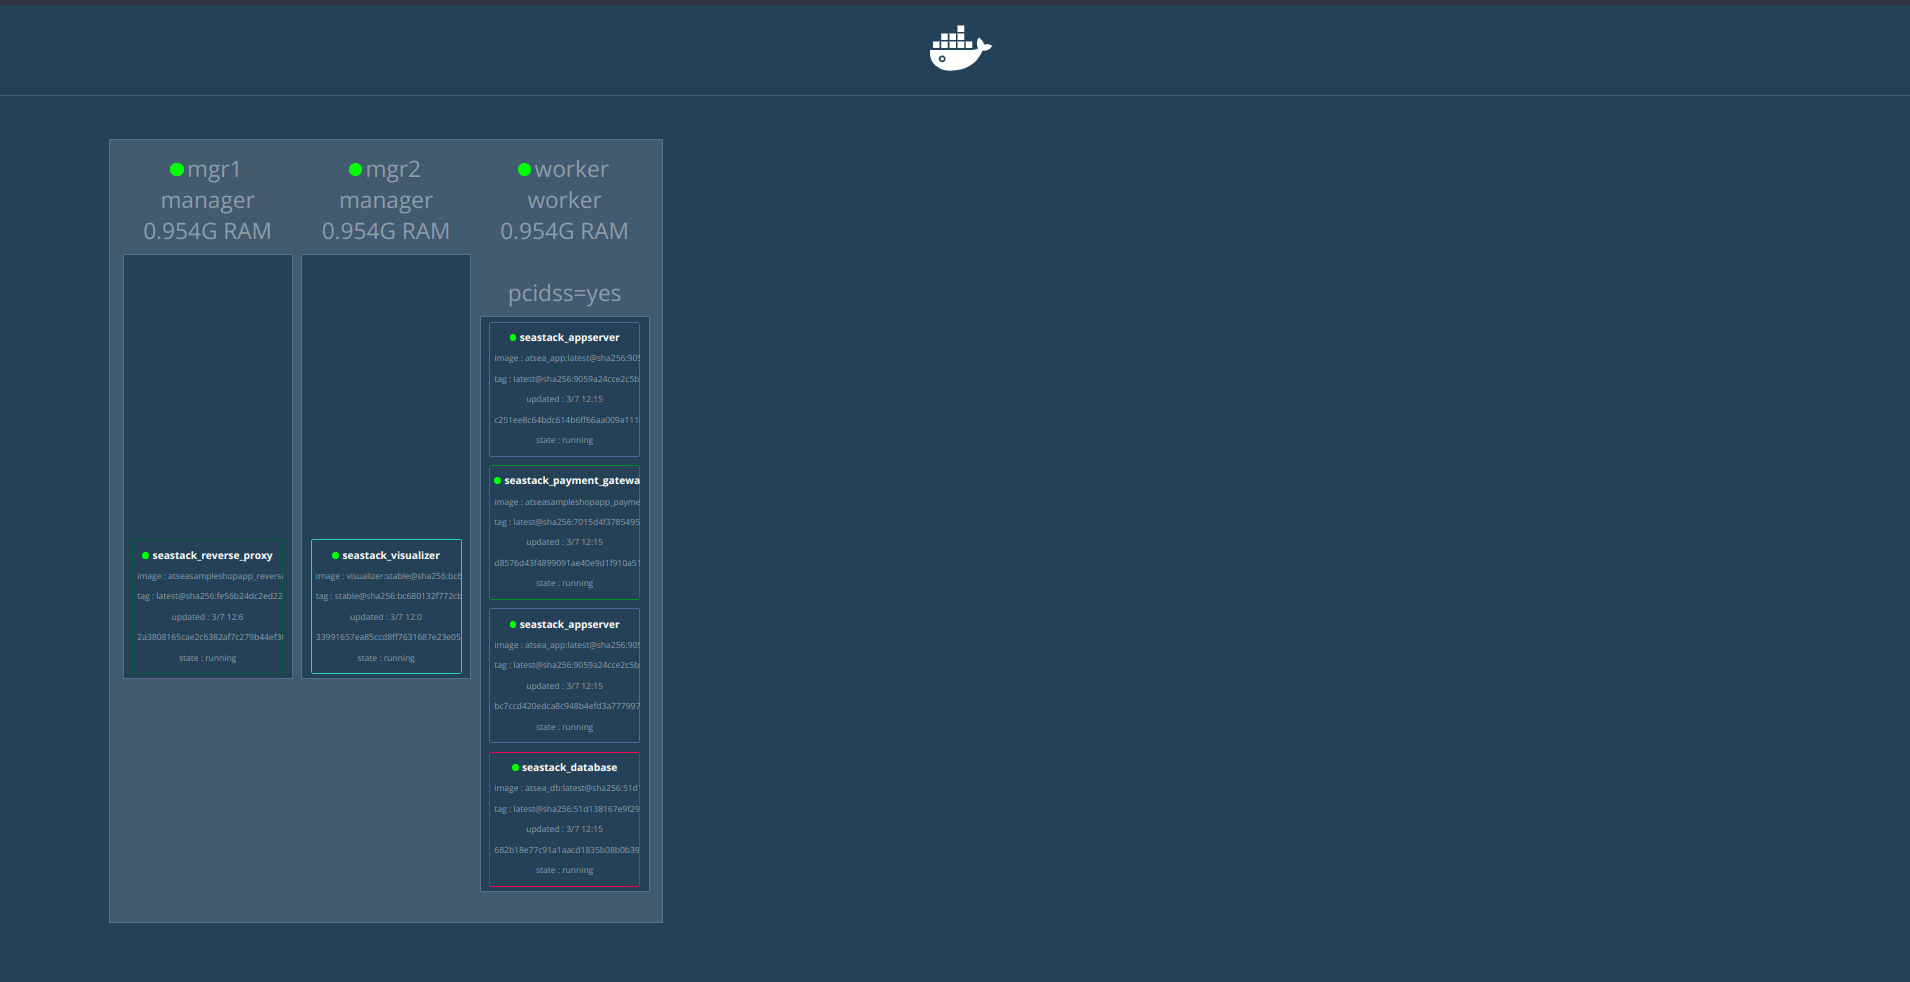 mgr1
manager
0.954G RAM
seastack_reverse_proxy
image : atseasampleshopapp_revers
tag : latest@sha256:fe56b24dc2ed22
updated : 3/7 12:6
2a3808165cae2c6382af7c279b44ef3
state : running
mgr2
manager
0.954G RAM
seastack_visualizer
image : visualizer:stable@sha256:bc6
tag : stable@sha256:bc680132f772cb
updated : 3/7 12:0
33991657ea85ccd8ff7631687e23e05
state : running
worker
worker
0.954G RAM
pcidss=yes
seastack_appserver
image : atsea_app:latest@sha256:905
tag : latest@sha256:9059a24cce2c5b
updated : 3/7 12:15
c251ee8c64bdc614b6ff66aa009a111
state : running
seastack_payment_gatewa
image : atseasampleshopapp_payme
tag : latest@sha256:7015d4f3785495
updated : 3/7 12:15
d8576d43f4899091ae40e9d1f910a51
state : running
seastack_appserver
image : atsea_app:latest@sha256:905
tag : latest@sha256:9059a24cce2c5b
updated : 3/7 12:15
bc7ccd420edca8c948b4efd3a777997
state : running
seastack_database
image : atsea_db:latest@sha256:51d
tag : latest@sha256:51d138167e9f29
updated : 3/7 12:15
682b18e77c91a1aacd1835b08b0b39
state : running